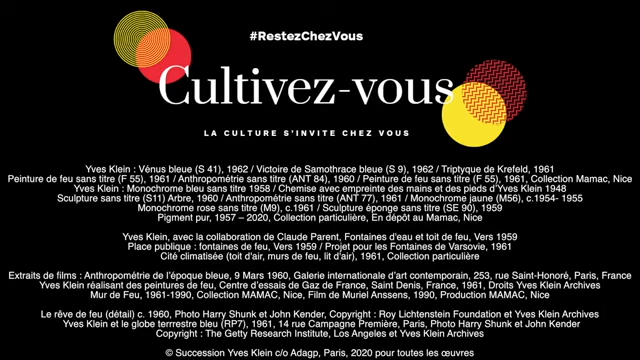 #RestezChezVous
Cultivez-vous
LA CULTURE S'INVITE CHEZ VOUS
Yves Klein : Vénus bleue (S 41), 1962 / Victoire de Samothrace bleue (S 9), 1962 / Triptyque de Krefeld, 1961
Peinture de feu sans titre (F 55), 1961 / Anthropométrie sans titre (ANT 84), 1960 / Peinture de feu sans titre (F 55), 1961, Collection Mamac, Nice
Yves Klein : Monochrome bleu sans titre 1958 / Chemise avec empreinte des mains et des pieds d'Yves Klein 1948
Sculpture sans titre (S11) Arbre, 1960 / Anthropométrie sans titre (ANT 77), 1961 / Monochrome jaune (M56), c.1954- 1955
Monochrome rose sans titre (M9), c.1961 / Sculpture éponge sans titre (SE 90), 1959
Pigment pur, 1957 – 2020, Collection particulière, En dépôt au Mamac, Nice
Yves Klein, avec la collaboration de Claude Parent, Fontaines d'eau et toit de feu, Vers 1959
Place publique : fontaines de feu, Vers 1959 / Projet pour les Fontaines de Varsovie, 1961
Cité climatisée (toit d'air, murs de feu, lit d'air), 1961, Collection particulière
Extraits de films : Anthropométrie de l'époque bleue, 9 Mars 1960, Galerie internationale d'art contemporain, 253, rue Saint-Honoré, Paris, France
Yves Klein réalisant des peintures de feu, Centre d'essais de Gaz de France, Saint Denis, France, 1961, Droits Yves Klein Archives
Mur de Feu, 1961-1990, Collection MAMAC, Nice, Film de Muriel Anssens, 1990, Production MAMAC, Nice
Le rêve de feu (détail) c. 1960, Photo Harry Shunk et John Kender, Copyright : Roy Lichtenstein Foundation et Yves Klein Archives
Yves Klein et le globe terrrestre bleu (RP7), 1961, 14 rue Campagne Première, Paris, Photo Harry Shunk et John Kender
Copyright : The Getty Research Institute, Los Angeles et Yves Klein Archives
© Succession Yves Klein c/o Adagp, Paris, 2020 pour toutes les œuvres